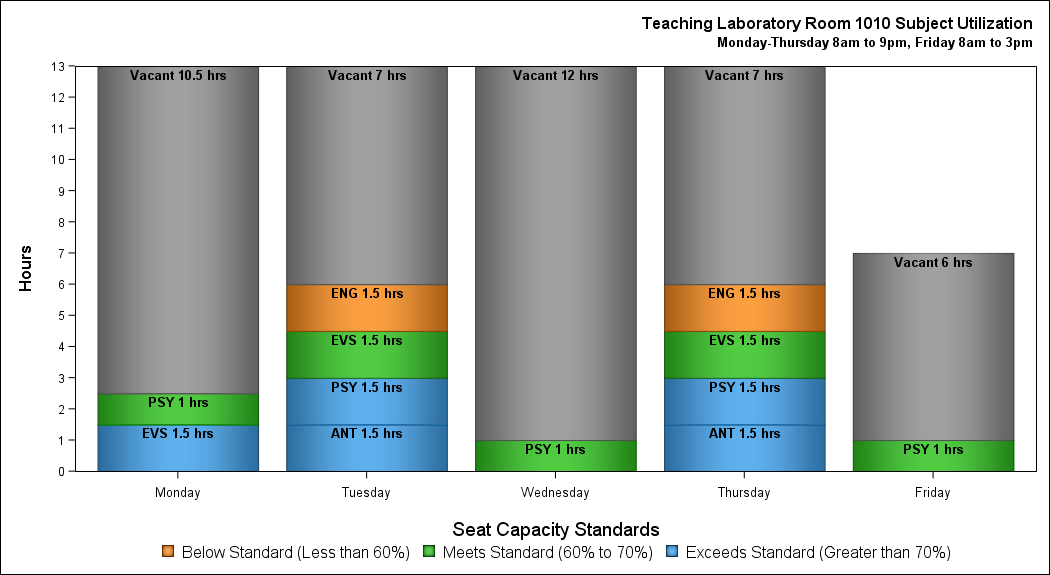 Teaching Laboratory Room 1010 Subject Utilization
Monday-Thursday 8am to 9pm, Friday 8am to 3pm
Hours
13
12
11
10
9
8
7
6
5
4
3
2
1
0
Vacant 10.5 hrs
PSY 1 hrs
EVS 1.5 hrs
Vacant 7 hrs
ENG 1.5 hrs
EVS 1.5 hrs
PSY 1.5 hrs
ANT 1.5 hrs
Vacant 12 hrs
PSY 1 hrs
Vacant 7 hrs
ENG 1.5 hrs
EVS 1.5 hrs
PSY 1.5 hrs
ANT 1.5 hrs
Vacant 6 hrs
PSY 1 hrs
Monday Tuesday Wednesday Thursday Friday
Seat Capacity Standards
Below Standard (Less than 60%) Meets Standard (60% to 70%) Exceeds Standard (Greater than 70%)